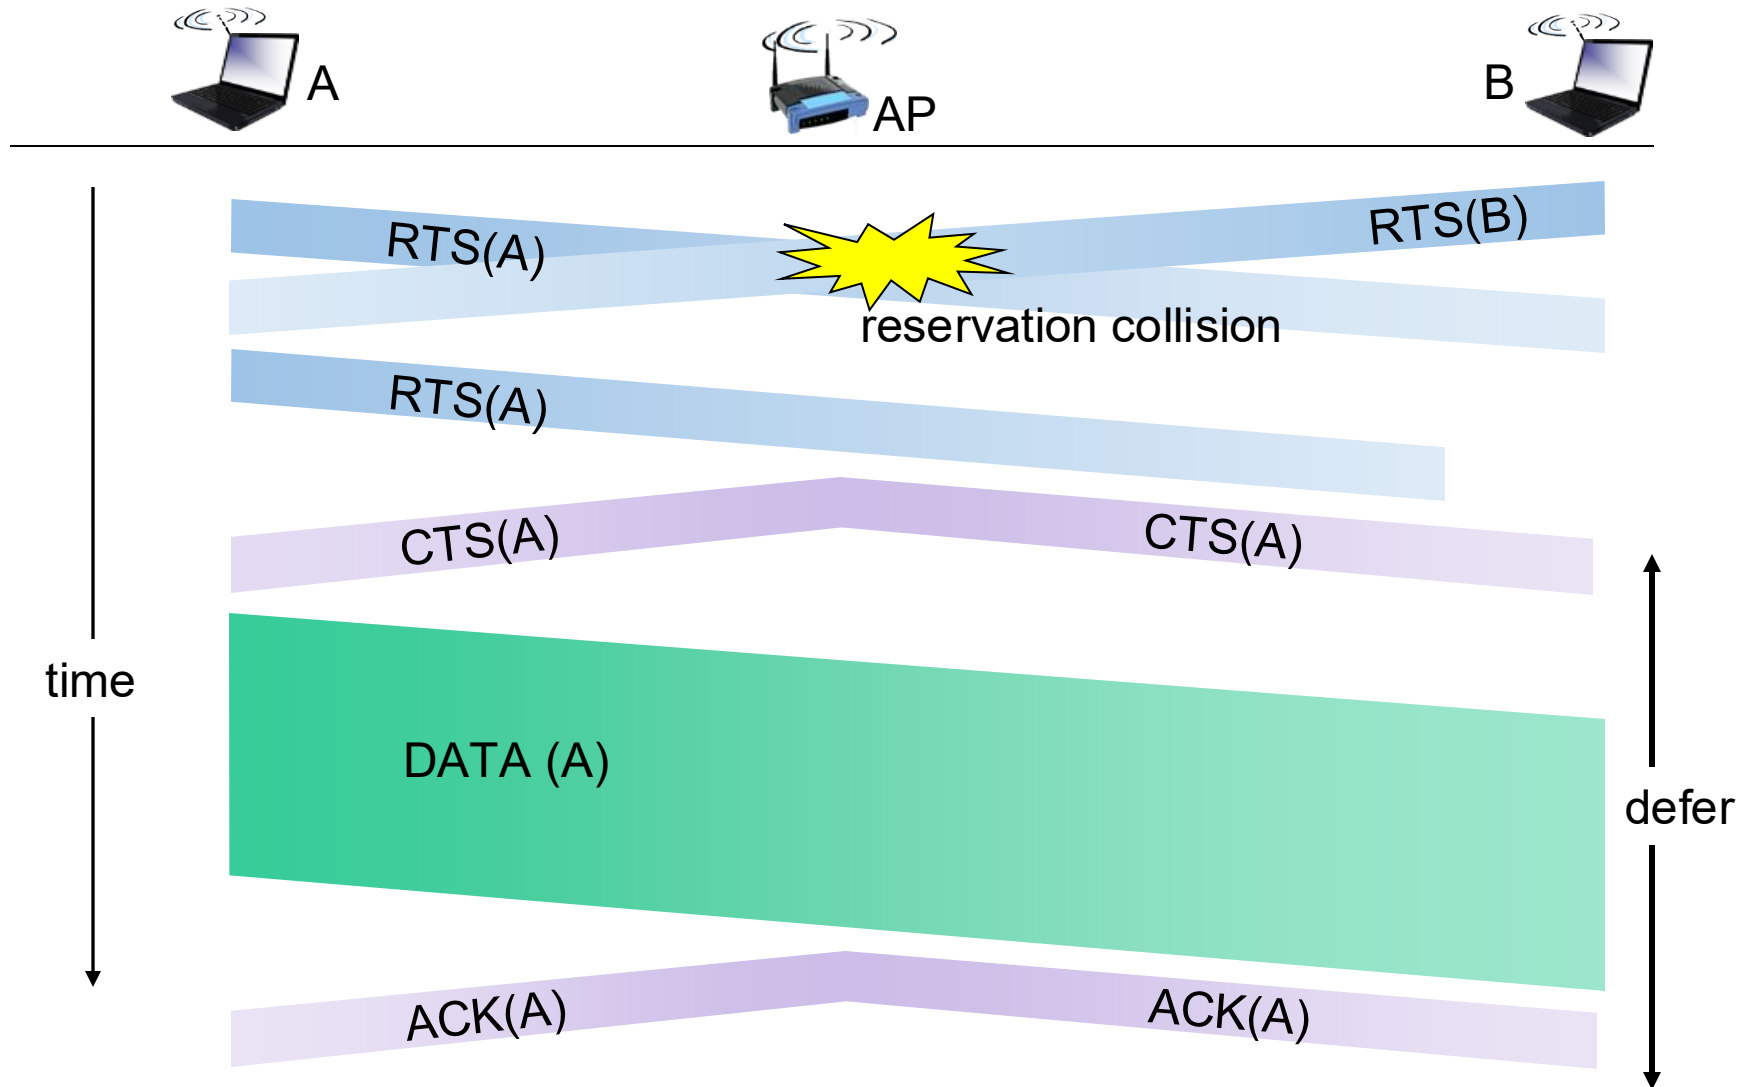 A
AP
B
RTS(A)
RTS(B)
reservation collision
RTS(A)
CTS(A)
CTS(A)
time
DATA (A)
defer
ACK(A)
ACK(A)